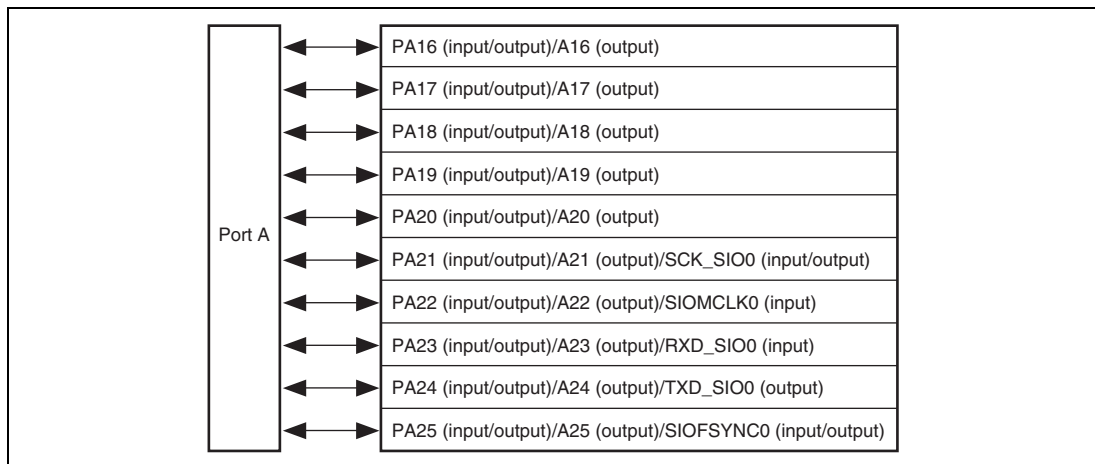 Port A
PA16 (input/output)/A16 (output)
PA17 (input/output)/A17 (output)
PA18 (input/output)/A18 (output)
PA19 (input/output)/A19 (output)
PA20 (input/output)/A20 (output)
PA21 (input/output)/A21 (output)/SCK_SIO0 (input/output)
PA22 (input/output)/A22 (output)/SIOMCLK0 (input)
PA23 (input/output)/A23 (output)/RXD_SIO0 (input)
PA24 (input/output)/A24 (output)/TXD_SIO0 (output)
PA25 (input/output)/A25 (output)/SIOFSYNC0 (input/output)